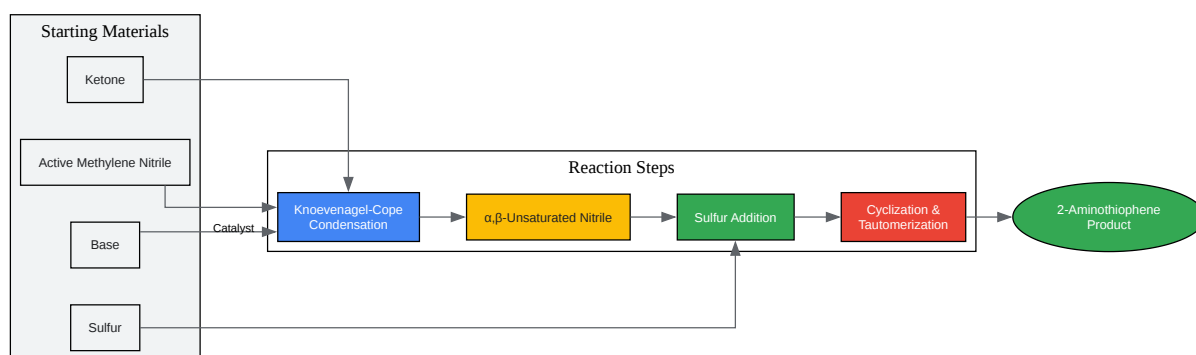 Starting Materials
Ketone
Active Methylene Nitrile
Base
Sulfur
Catalyst
Reaction Steps
Knoevenagel-Cope
Condensation
α,β-Unsaturated Nitrile
Sulfur Addition
Cyclization &
Tautomerization
2-Aminothiophene
Product